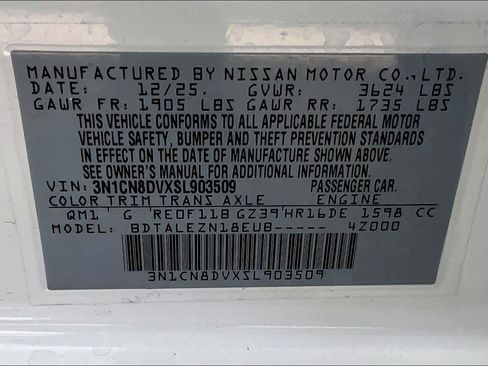 MANUFACTURED BY NISSAN MOTOR CO., LTD.
DATE: 12/25. GVWR: 3624 LBS
GAWR FR: 1905 LBS GAWR RR: 1735 LBS
THIS VEHICLE CONFORMS TO ALL APPLICABLE FEDERAL MOTOR
VEHICLE SAFETY, BUMPER AND THEFT PREVENTION STANDARDS
IN EFFECT ON THE DATE OF MANUFACTURE SHOWN ABOVE.
SEE OWNER'S MANUAL FOR ADDITIONAL INFORMATION.
VIN: 3N1CN8DVXSL903509 PASSENGER CAR.
COLOR TRIM TRANS AXLE ENGINE
QM1 G RE0F11B GZ39 HR16DE 1598 CC
MODEL: BDTALEZN18EUB----- 4Z000
3N1CN8DVXSL903509